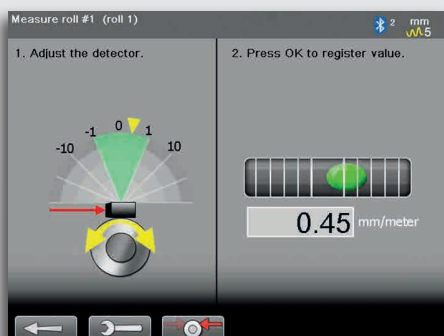 Measure roll #1 (roll 1)
2 mm
5
1. Adjust the detector.
2. Press OK to register value.
-10 -1 0 1 10
0.45 mm/meter